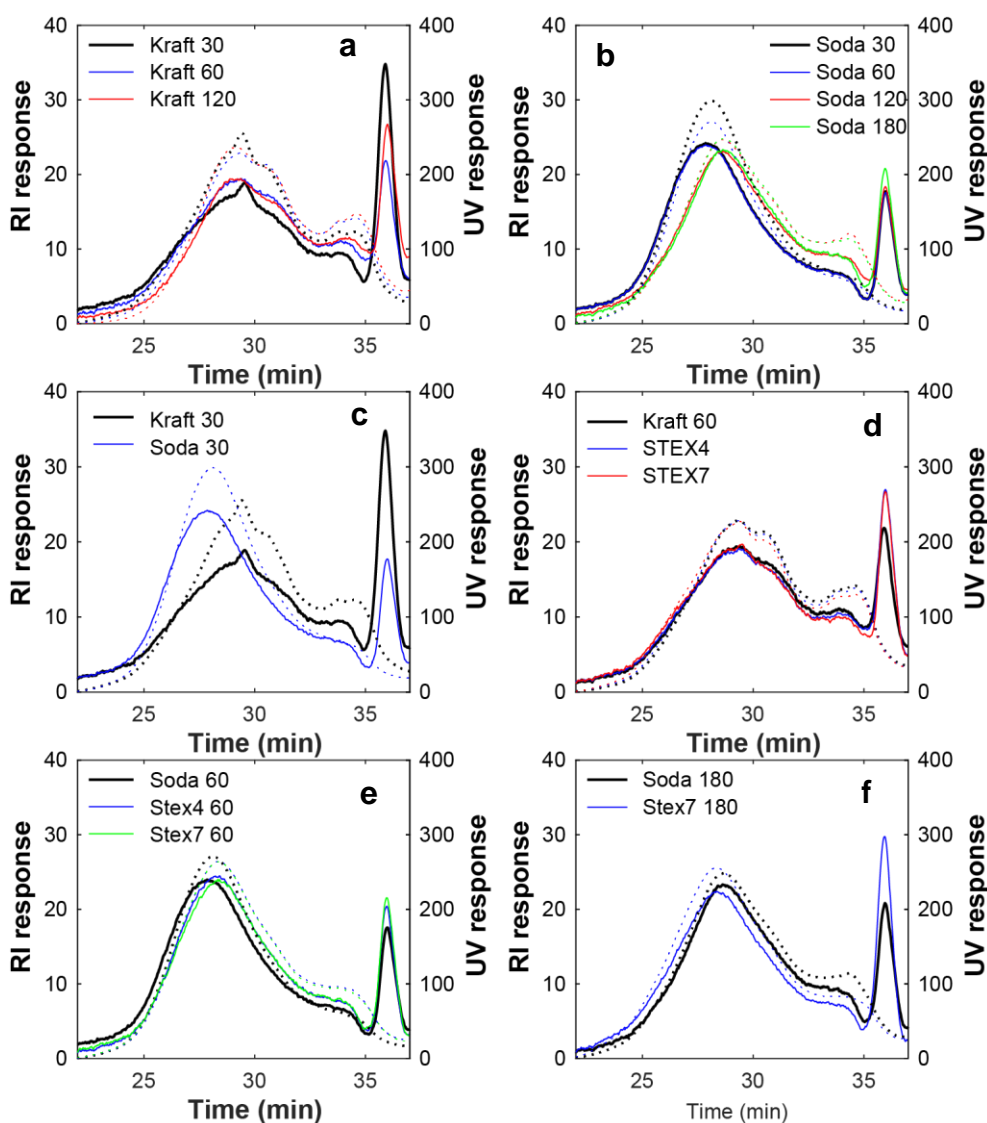 a
Kraft 30
Kraft 60
Kraft 120
40
30
20
10
0
RI response
400
300
200
100
0
UV response
25 30 35
Time (min)
b
Soda 30
Soda 60
Soda 120
Soda 180
40
30
20
10
0
RI response
400
300
200
100
0
UV response
25 30 35
Time (min)
c
Kraft 30
Soda 30
40
30
20
10
0
RI response
400
300
200
100
0
UV response
25 30 35
Time (min)
d
Kraft 60
STEX4
STEX7
40
30
20
10
0
RI response
400
300
200
100
0
UV response
25 30 35
Time (min)
e
Soda 60
Stex4 60
Stex7 60
40
30
20
10
0
RI response
400
300
200
100
0
UV response
25 30 35
Time (min)
f
Soda 180
Stex7 180
40
30
20
10
0
RI response
400
300
200
100
0
UV response
25 30 35
Time (min)